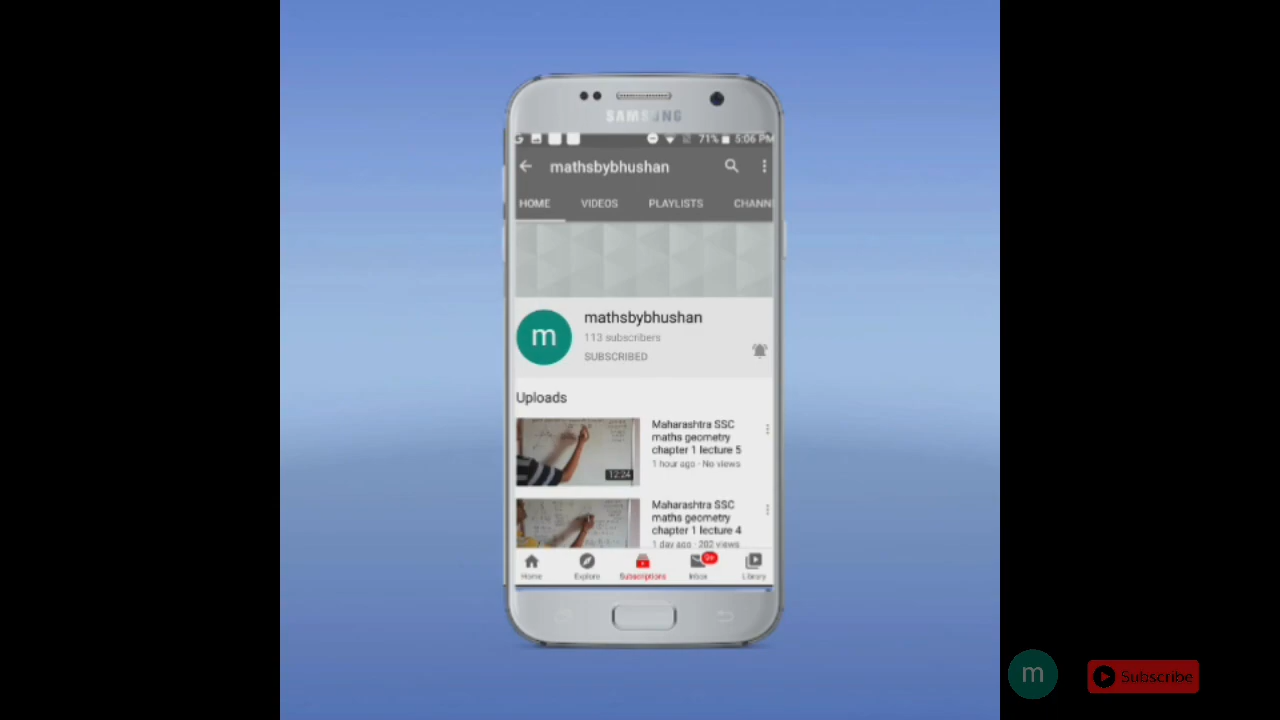 SAMSUNG
71% 5:06 PM
mathsbybhushan
HOME VIDEOS PLAYLISTS CHANN
m
mathsbybhushan
113 subscribers
SUBSCRIBED
Uploads
Maharashtra SSC
maths geometry
chapter 1 lecture 5
1 hour ago · No views
12:24
Maharashtra SSC
maths geometry
chapter 1 lecture 4
1 day ago · 202 views
9+
Home Explore Subscriptions Inbox Library
m Subscribe